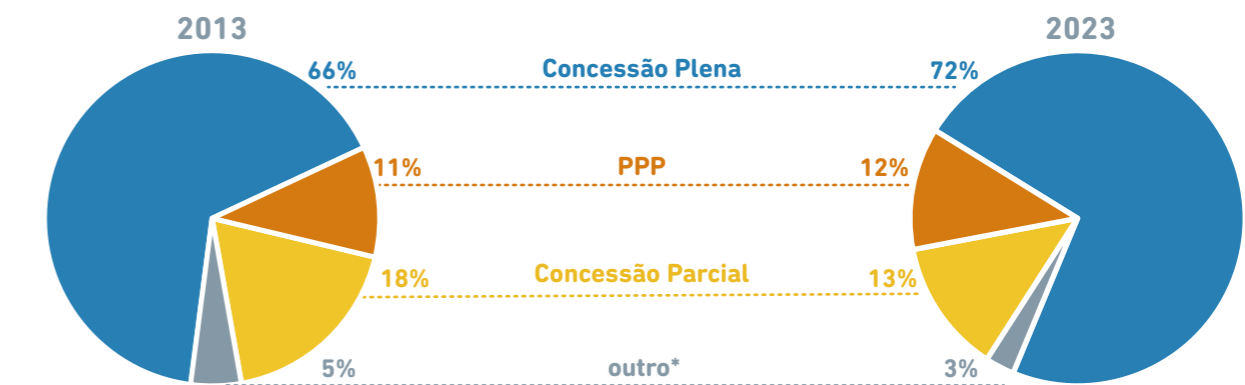 2013 2023
66% Concessão Plena 72%
11% PPP 12%
18% Concessão Parcial 13%
5% outro* 3%